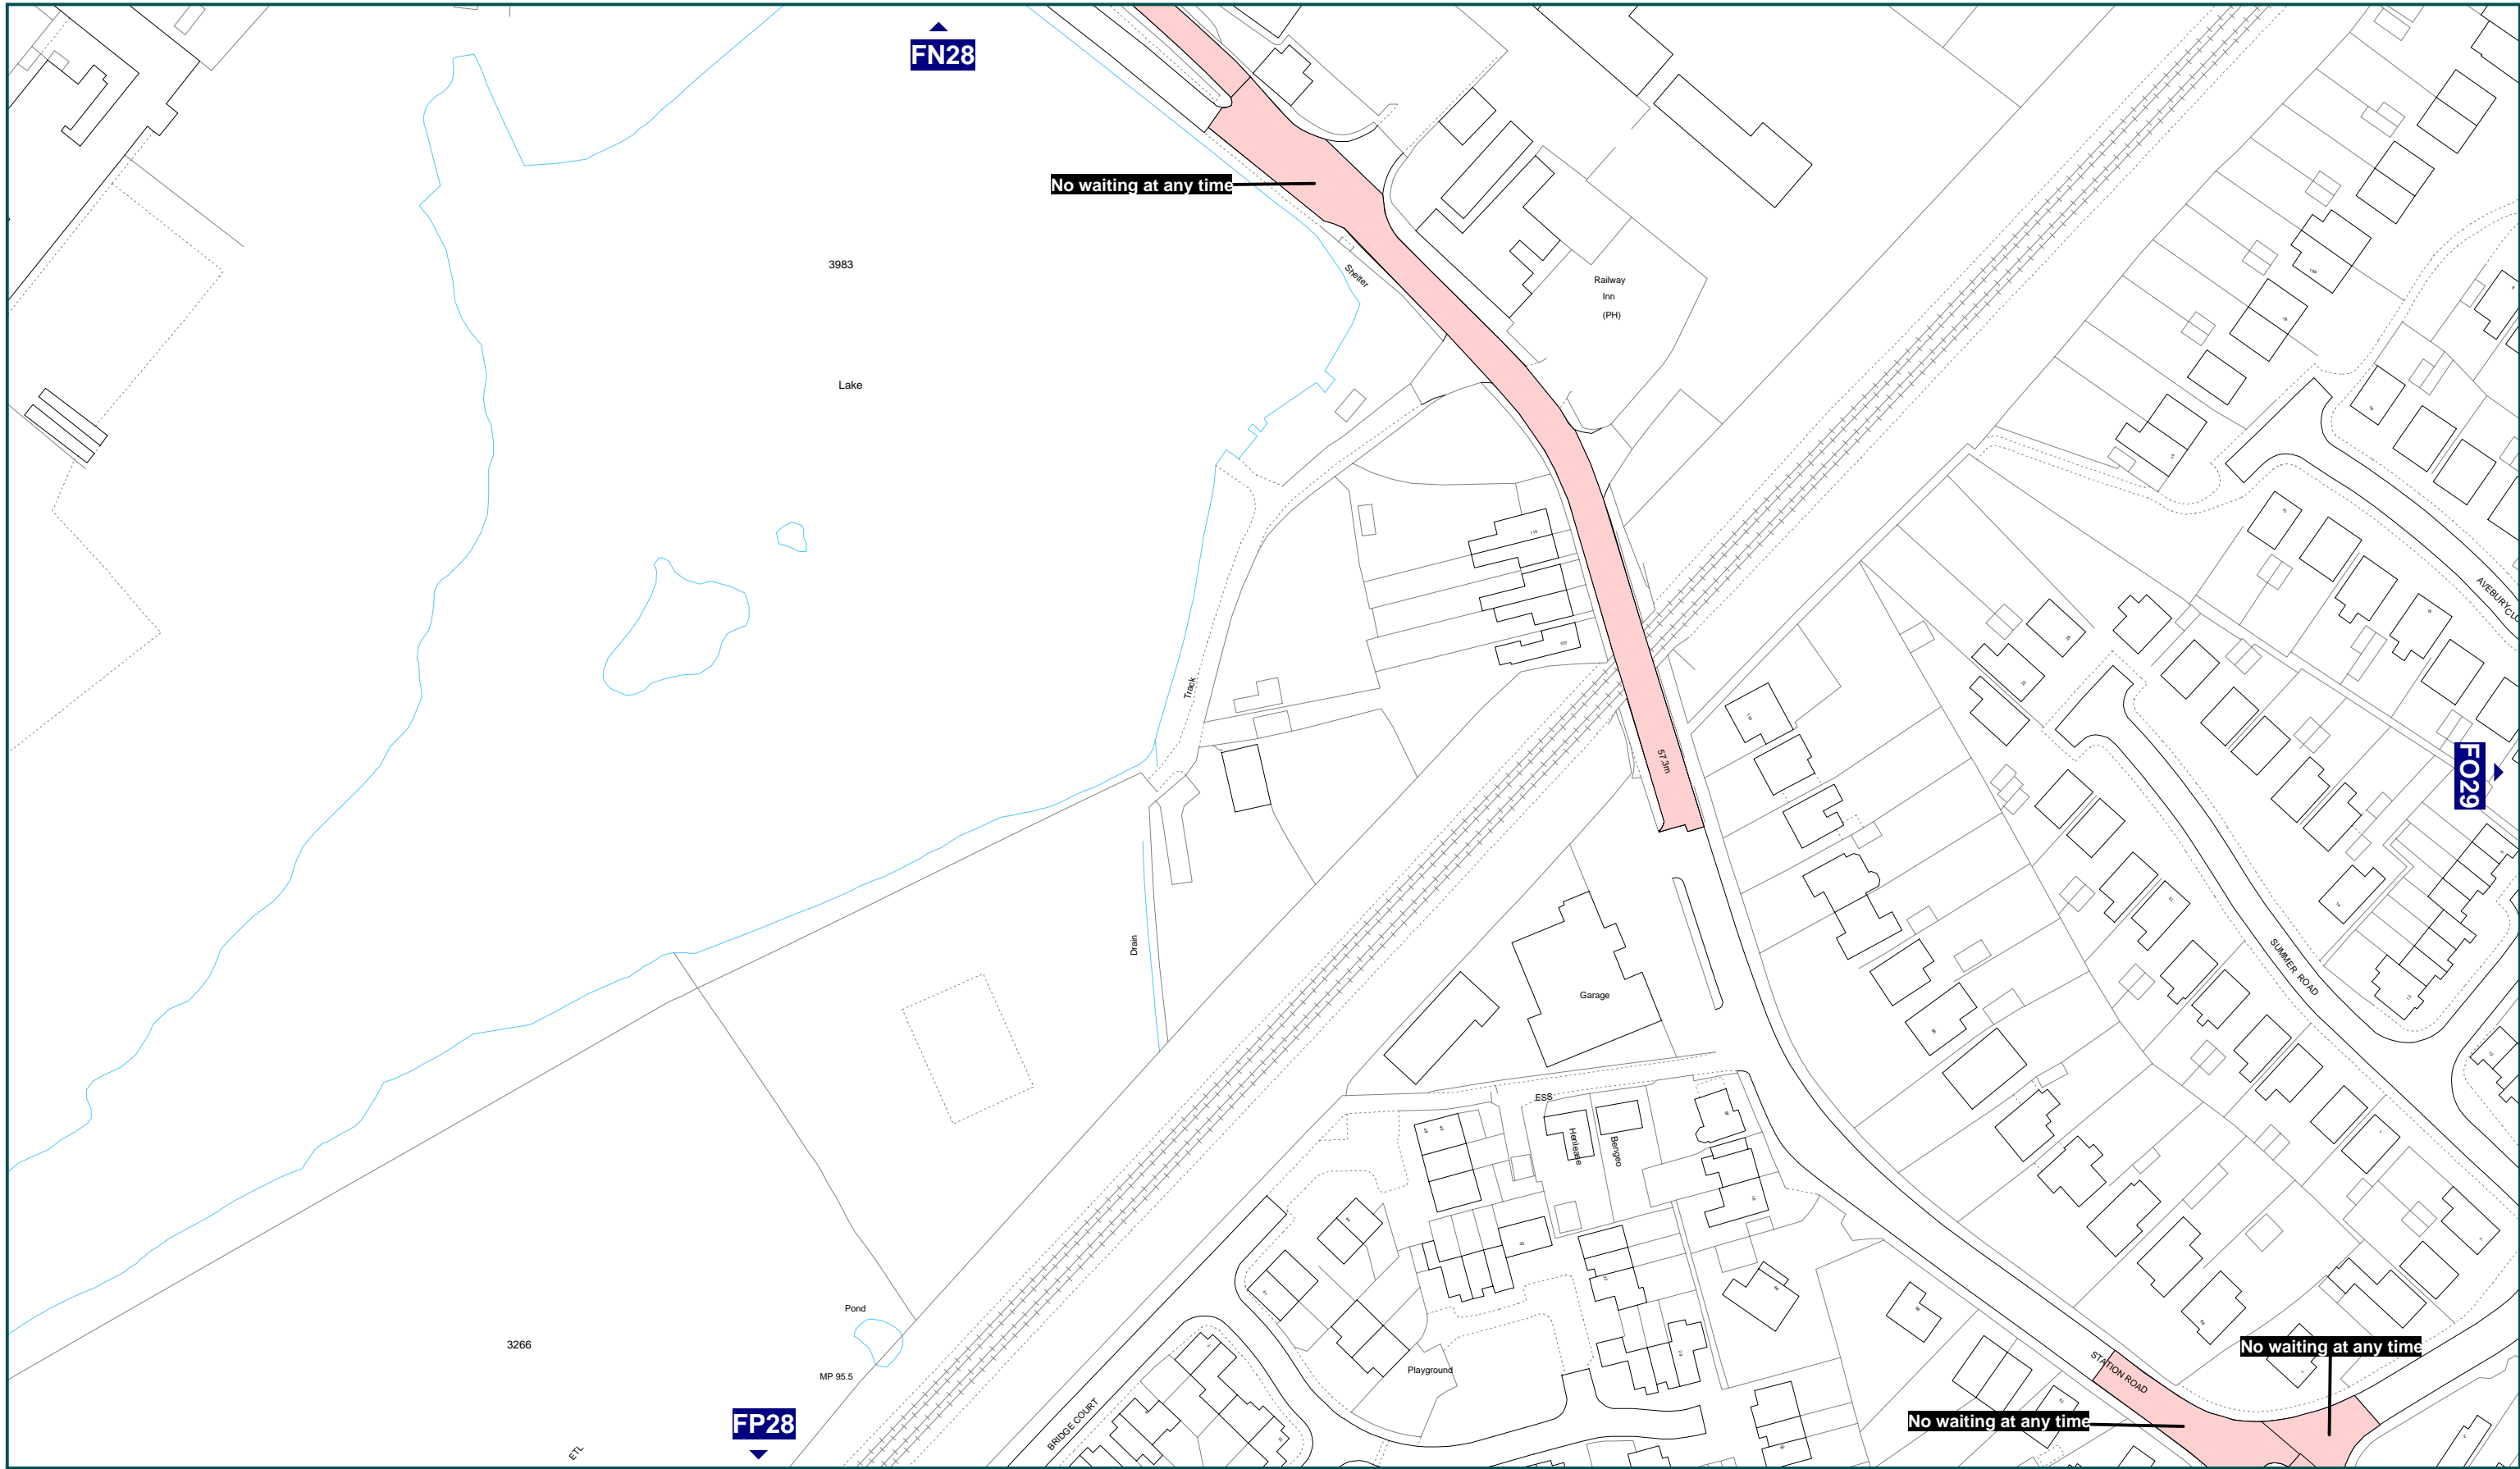 FN28
No waiting at any time
3983
Shelter
Railway
Inn
(PH)
Lake
AVEBURY CLO
Track
57.3m
FO29
Drain
SUMMER ROAD
Garage
ESS
Henlease
Bengeo
Pond
3266
MP 95.5
Playground
No waiting at any time
STATION ROAD
FP28
BRIDGE COURT
No waiting at any time
ETL